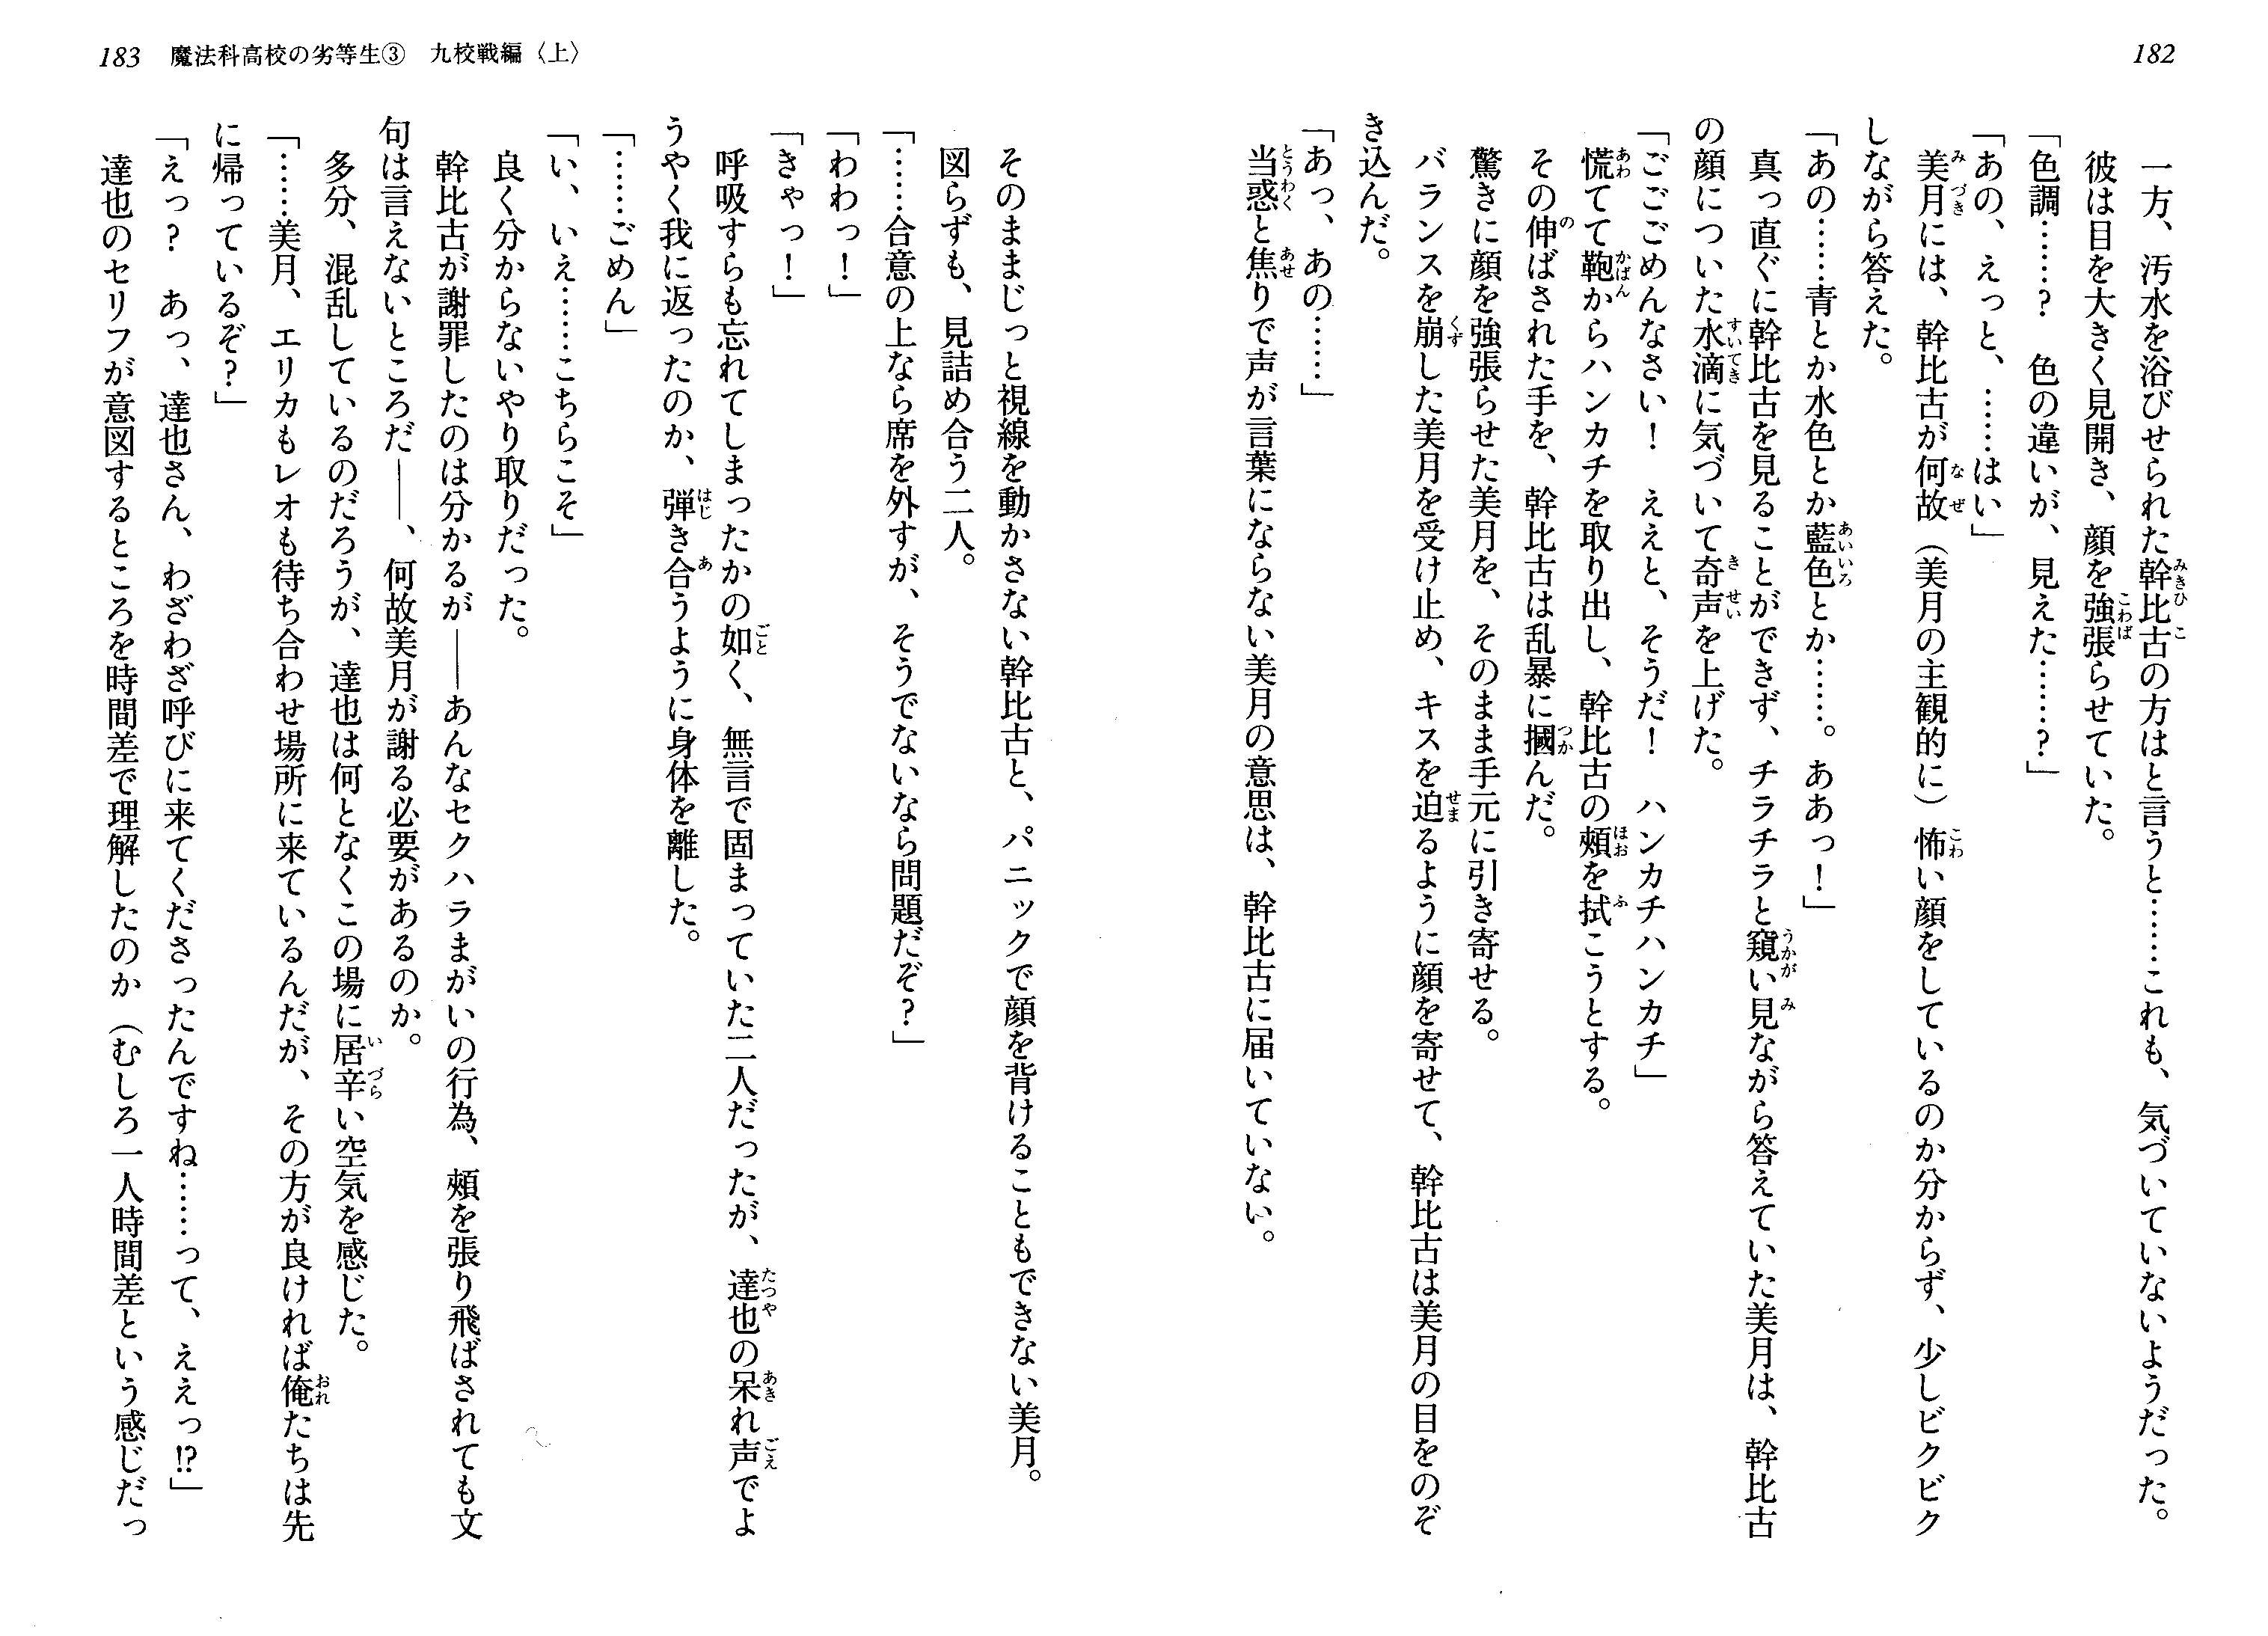 182
一方、汚水を浴びせられた幹比古の方はと言うと……これも、気づいていないようだった。
彼は目を大きく見開き、顔を強張らせていた。
「色調……？　色の違いが、見えた……？」
「あの、えっと、……はい」
美月には、幹比古が何故（美月の主観的に）怖い顔をしているのか分からず、少しビクビク
しながら答えた。
「あの……青とか水色とか藍色とか……。ああっ！」
真っ直ぐに幹比古を見ることができず、チラチラと窺い見ながら答えていた美月は、幹比古
の顔についた水滴に気づいて奇声を上げた。
「ごごごめんなさい！　ええと、そうだ！　ハンカチハンカチ」
慌てて鞄からハンカチを取り出し、幹比古の頰を拭こうとする。
その伸ばされた手を、幹比古は乱暴に摑んだ。
驚きに顔を強張らせた美月を、そのまま手元に引き寄せる。
バランスを崩した美月を受け止め、キスを迫るように顔を寄せて、幹比古は美月の目をのぞ
き込んだ。
「あっ、あの……」
当惑と焦りで声が言葉にならない美月の意思は、幹比古に届いていない。
183　魔法科高校の劣等生③　九校戦編〈上〉
そのままじっと視線を動かさない幹比古と、パニックで顔を背けることもできない美月。
図らずも、見詰め合う二人。
「……合意の上なら席を外すが、そうでないなら問題だぞ？」
「わわっ！」
「きゃっ！」
呼吸すらも忘れてしまったかの如く、無言で固まっていた二人だったが、達也の呆れ声でよ
うやく我に返ったのか、弾き合うように身体を離した。
「……ごめん」
「い、いえ……こちらこそ」
良く分からないやり取りだった。
幹比古が謝罪したのは分かるが――あんなセクハラまがいの行為、頰を張り飛ばされても文
句は言えないところだ――、何故美月が謝る必要があるのか。
多分、混乱しているのだろうが、達也は何となくこの場に居辛い空気を感じた。
「……美月、エリカもレオも待ち合わせ場所に来ているんだが、その方が良ければ俺たちは先
に帰っているぞ？」
「えっ？　あっ、達也さん、わざわざ呼びに来てくださったんですね……って、ええっ⁉」
達也のセリフが意図するところを時間差で理解したのか（むしろ一人時間差という感じだっ